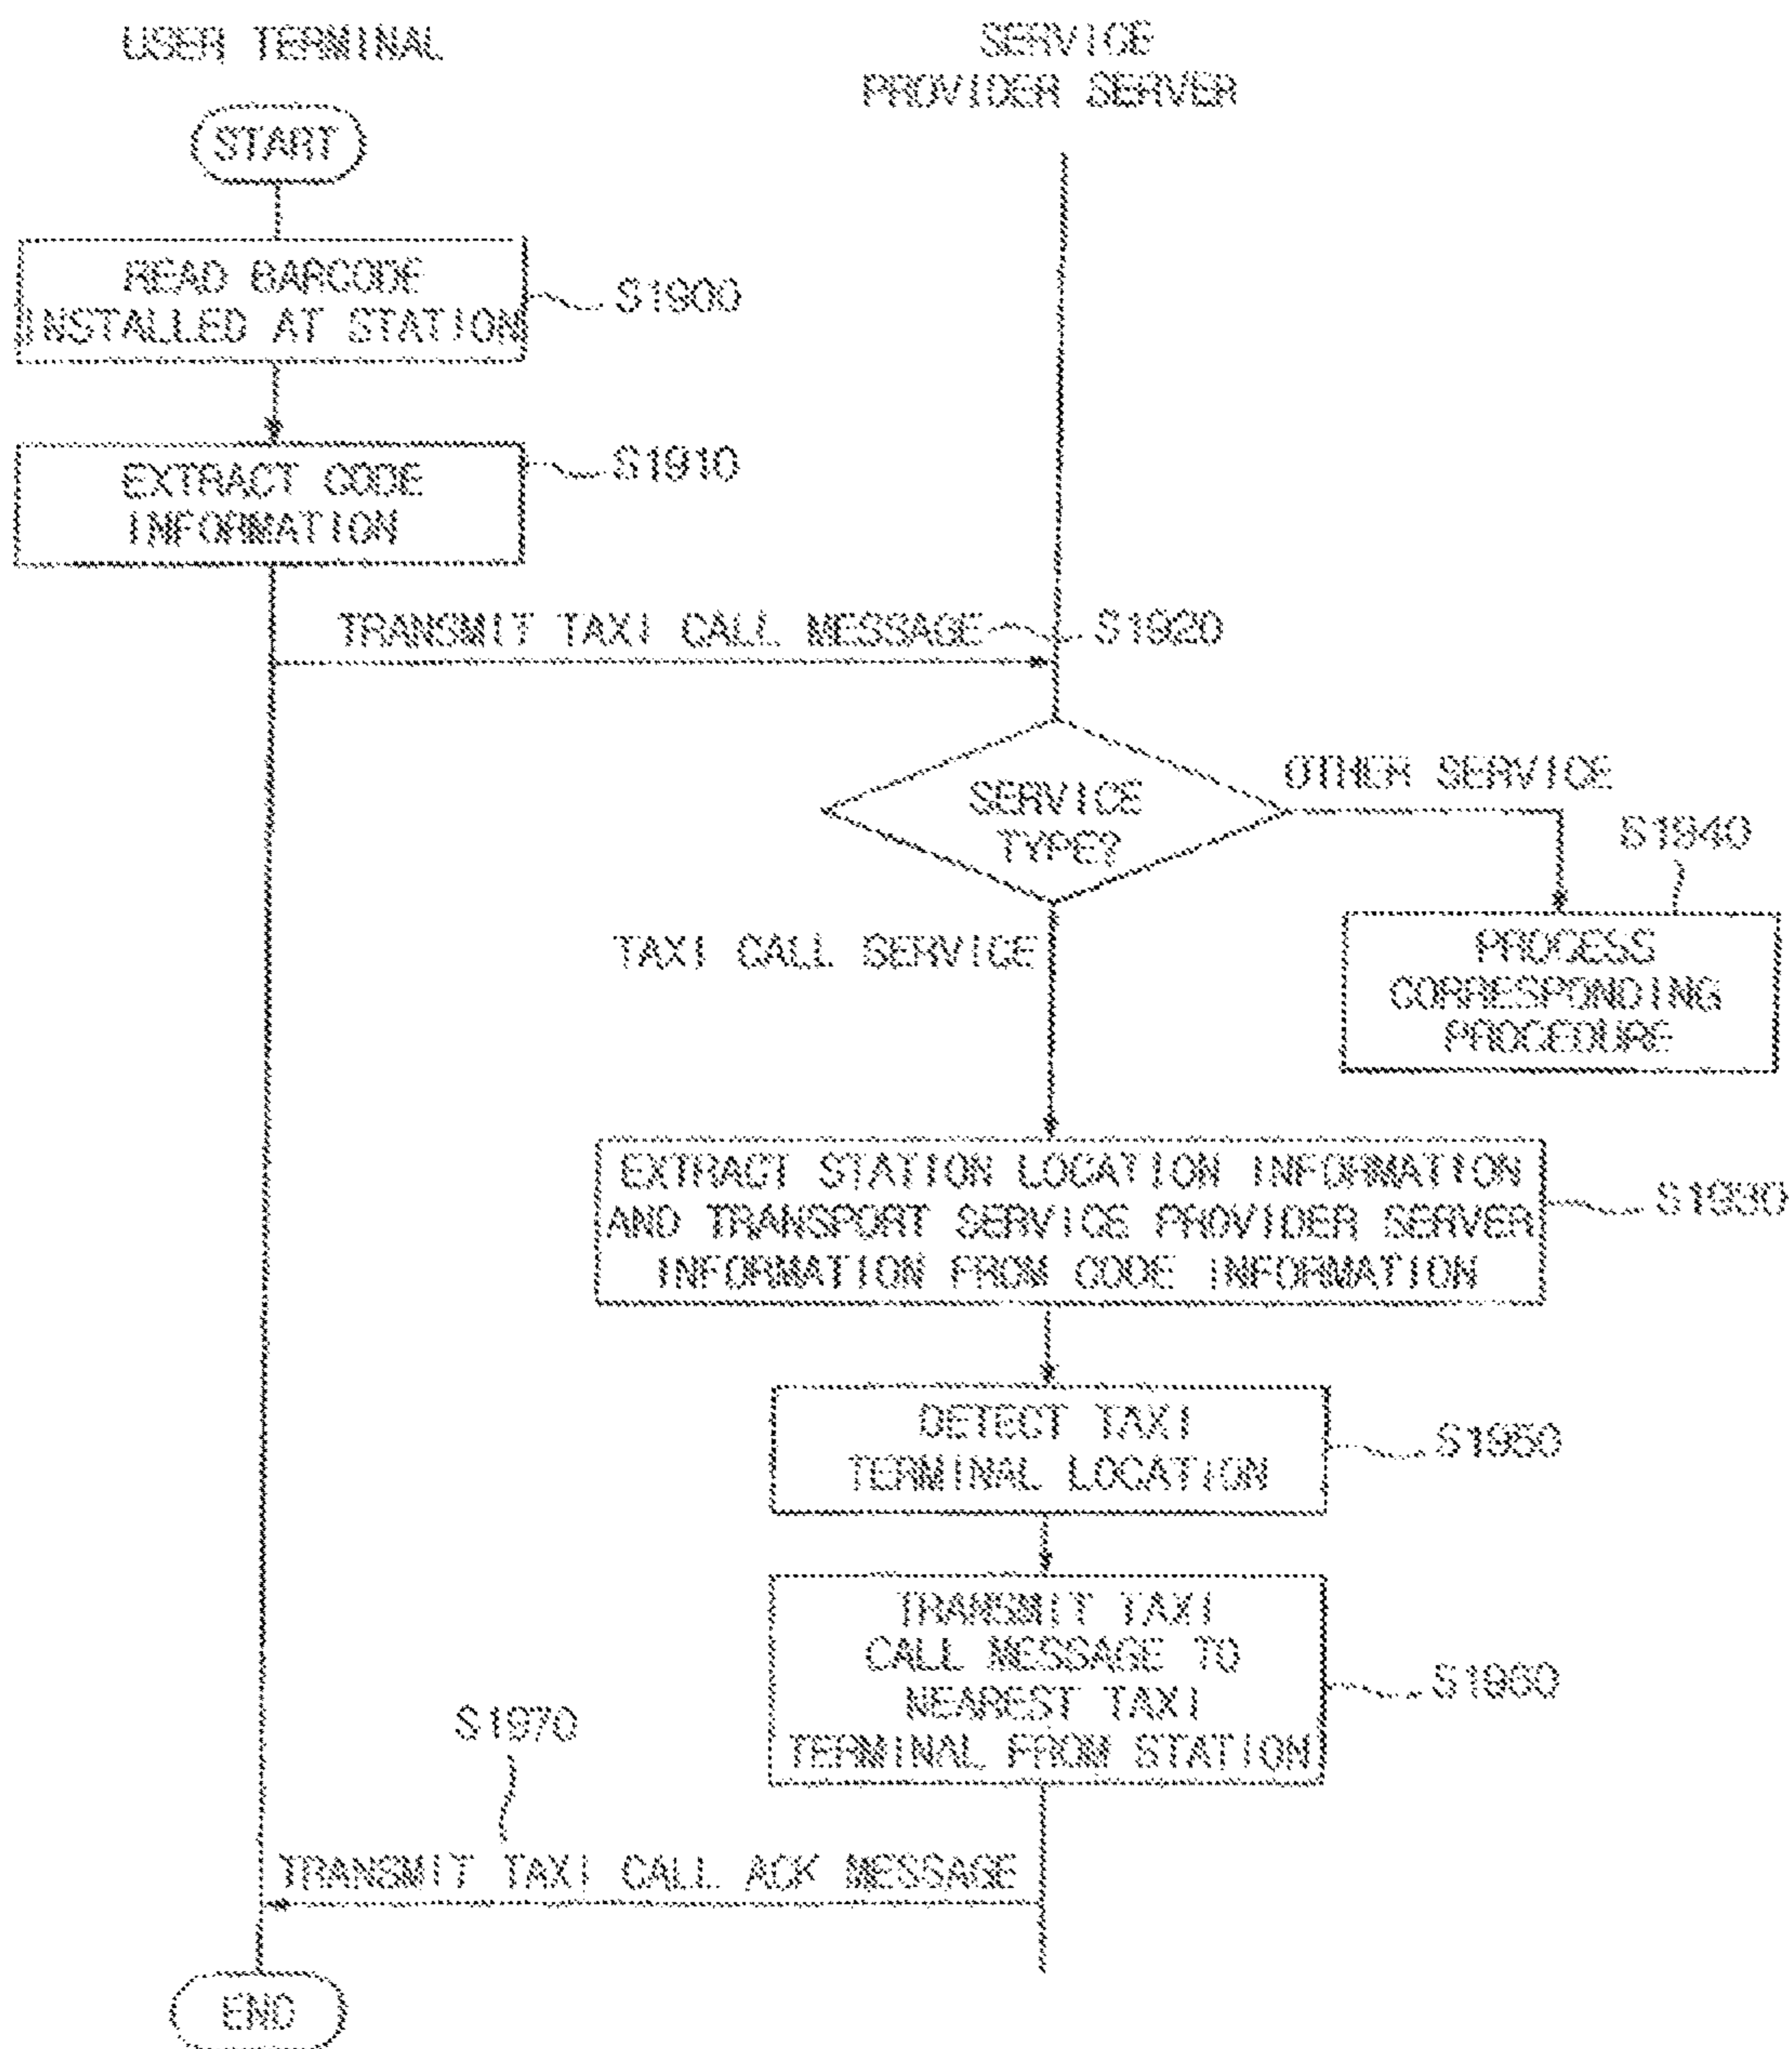 USER TERMINAL
SERVICE
PROVIDER SERVER
START
READ BARCODE
INSTALLED AT STATION
S1900
EXTRACT CODE
INFORMATION
S1910
TRANSMIT TAXI CALL MESSAGE
S1920
SERVICE
TYPE?
OTHER SERVICE
S1940
PROCESS
CORRESPONDING
PROCEDURE
TAXI CALL SERVICE
EXTRACT STATION LOCATION INFORMATION
AND TRANSPORT SERVICE PROVIDER SERVER
INFORMATION FROM CODE INFORMATION
S1930
DETECT TAXI
TERMINAL LOCATION
S1950
TRANSMIT TAXI
CALL MESSAGE TO
NEAREST TAXI
TERMINAL FROM STATION
S1960
S1970
TRANSMIT TAXI CALL ACK MESSAGE
END